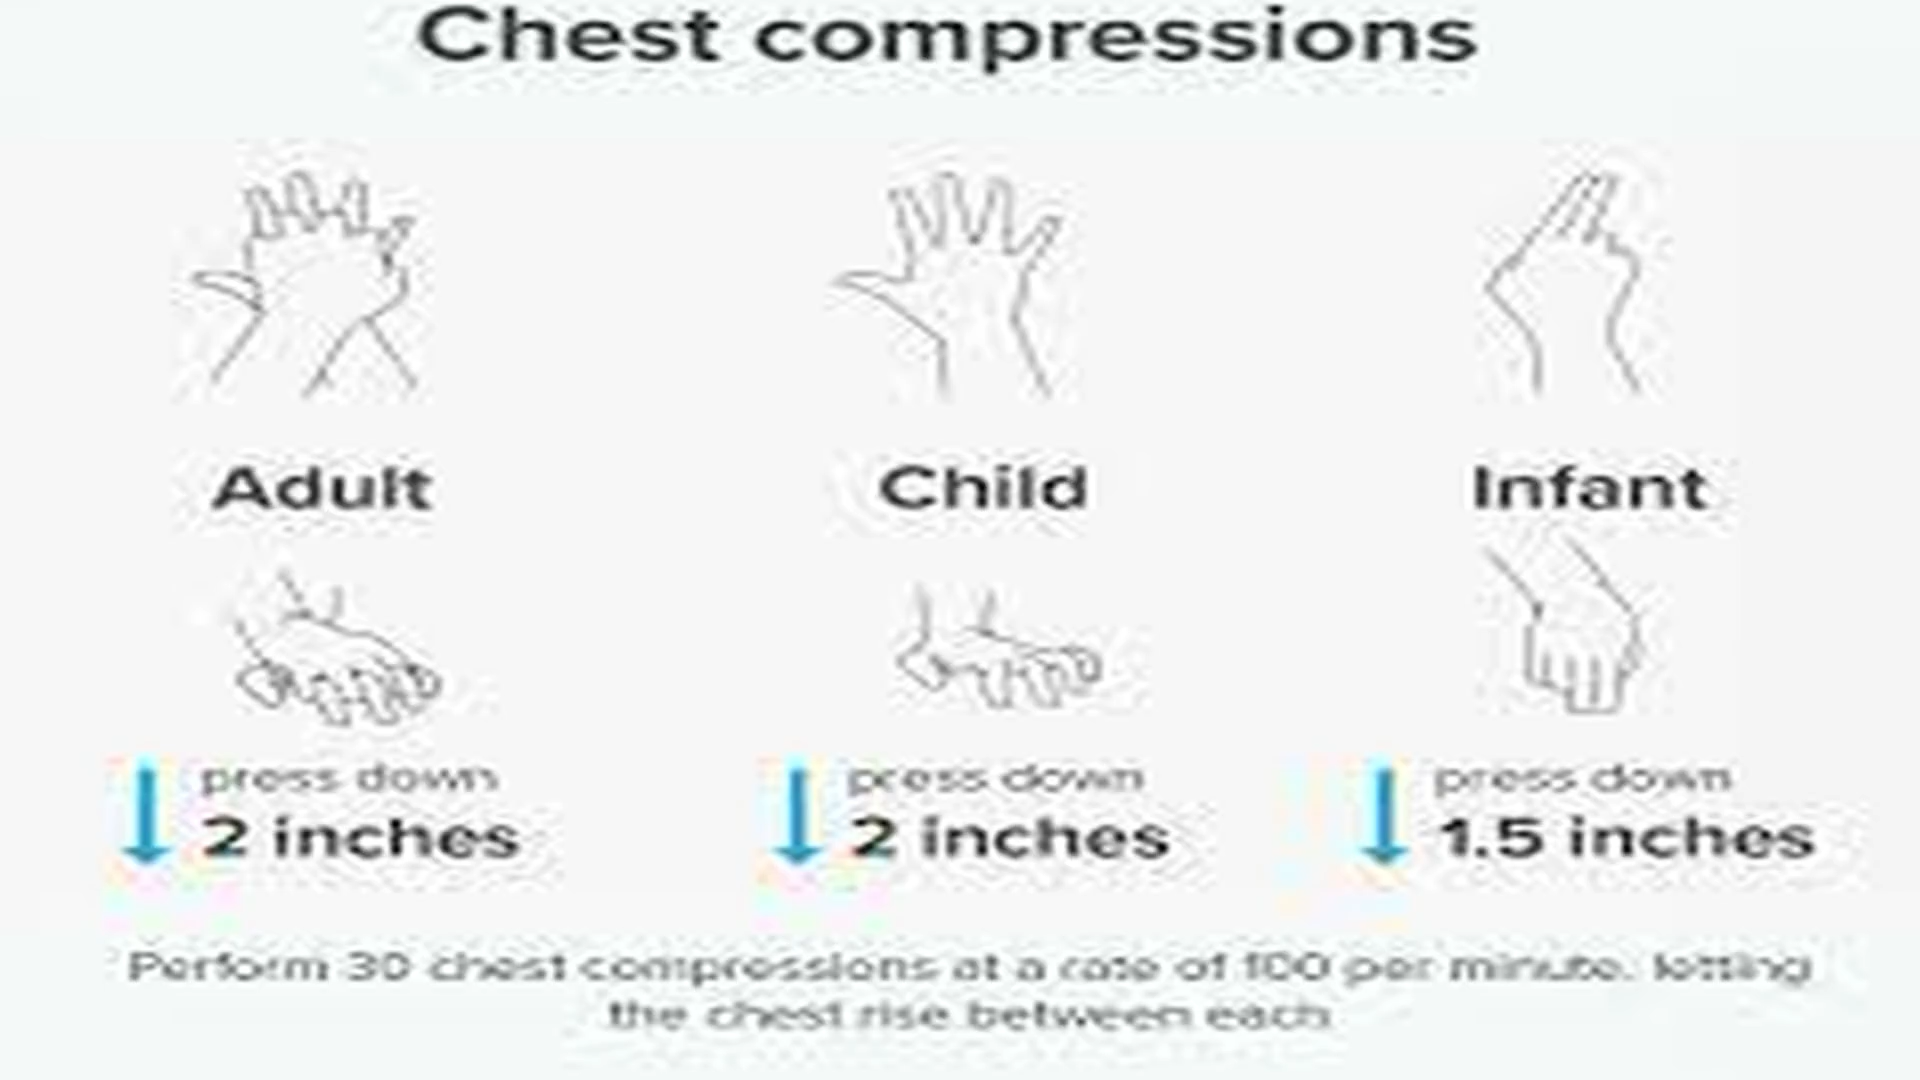 Chest compressions
Adult
Child
Infant
press down
2 inches
press down
2 inches
press down
1.5 inches
Perform 30 chest compressions at a rate of 100 per minute, letting
the chest rise between each